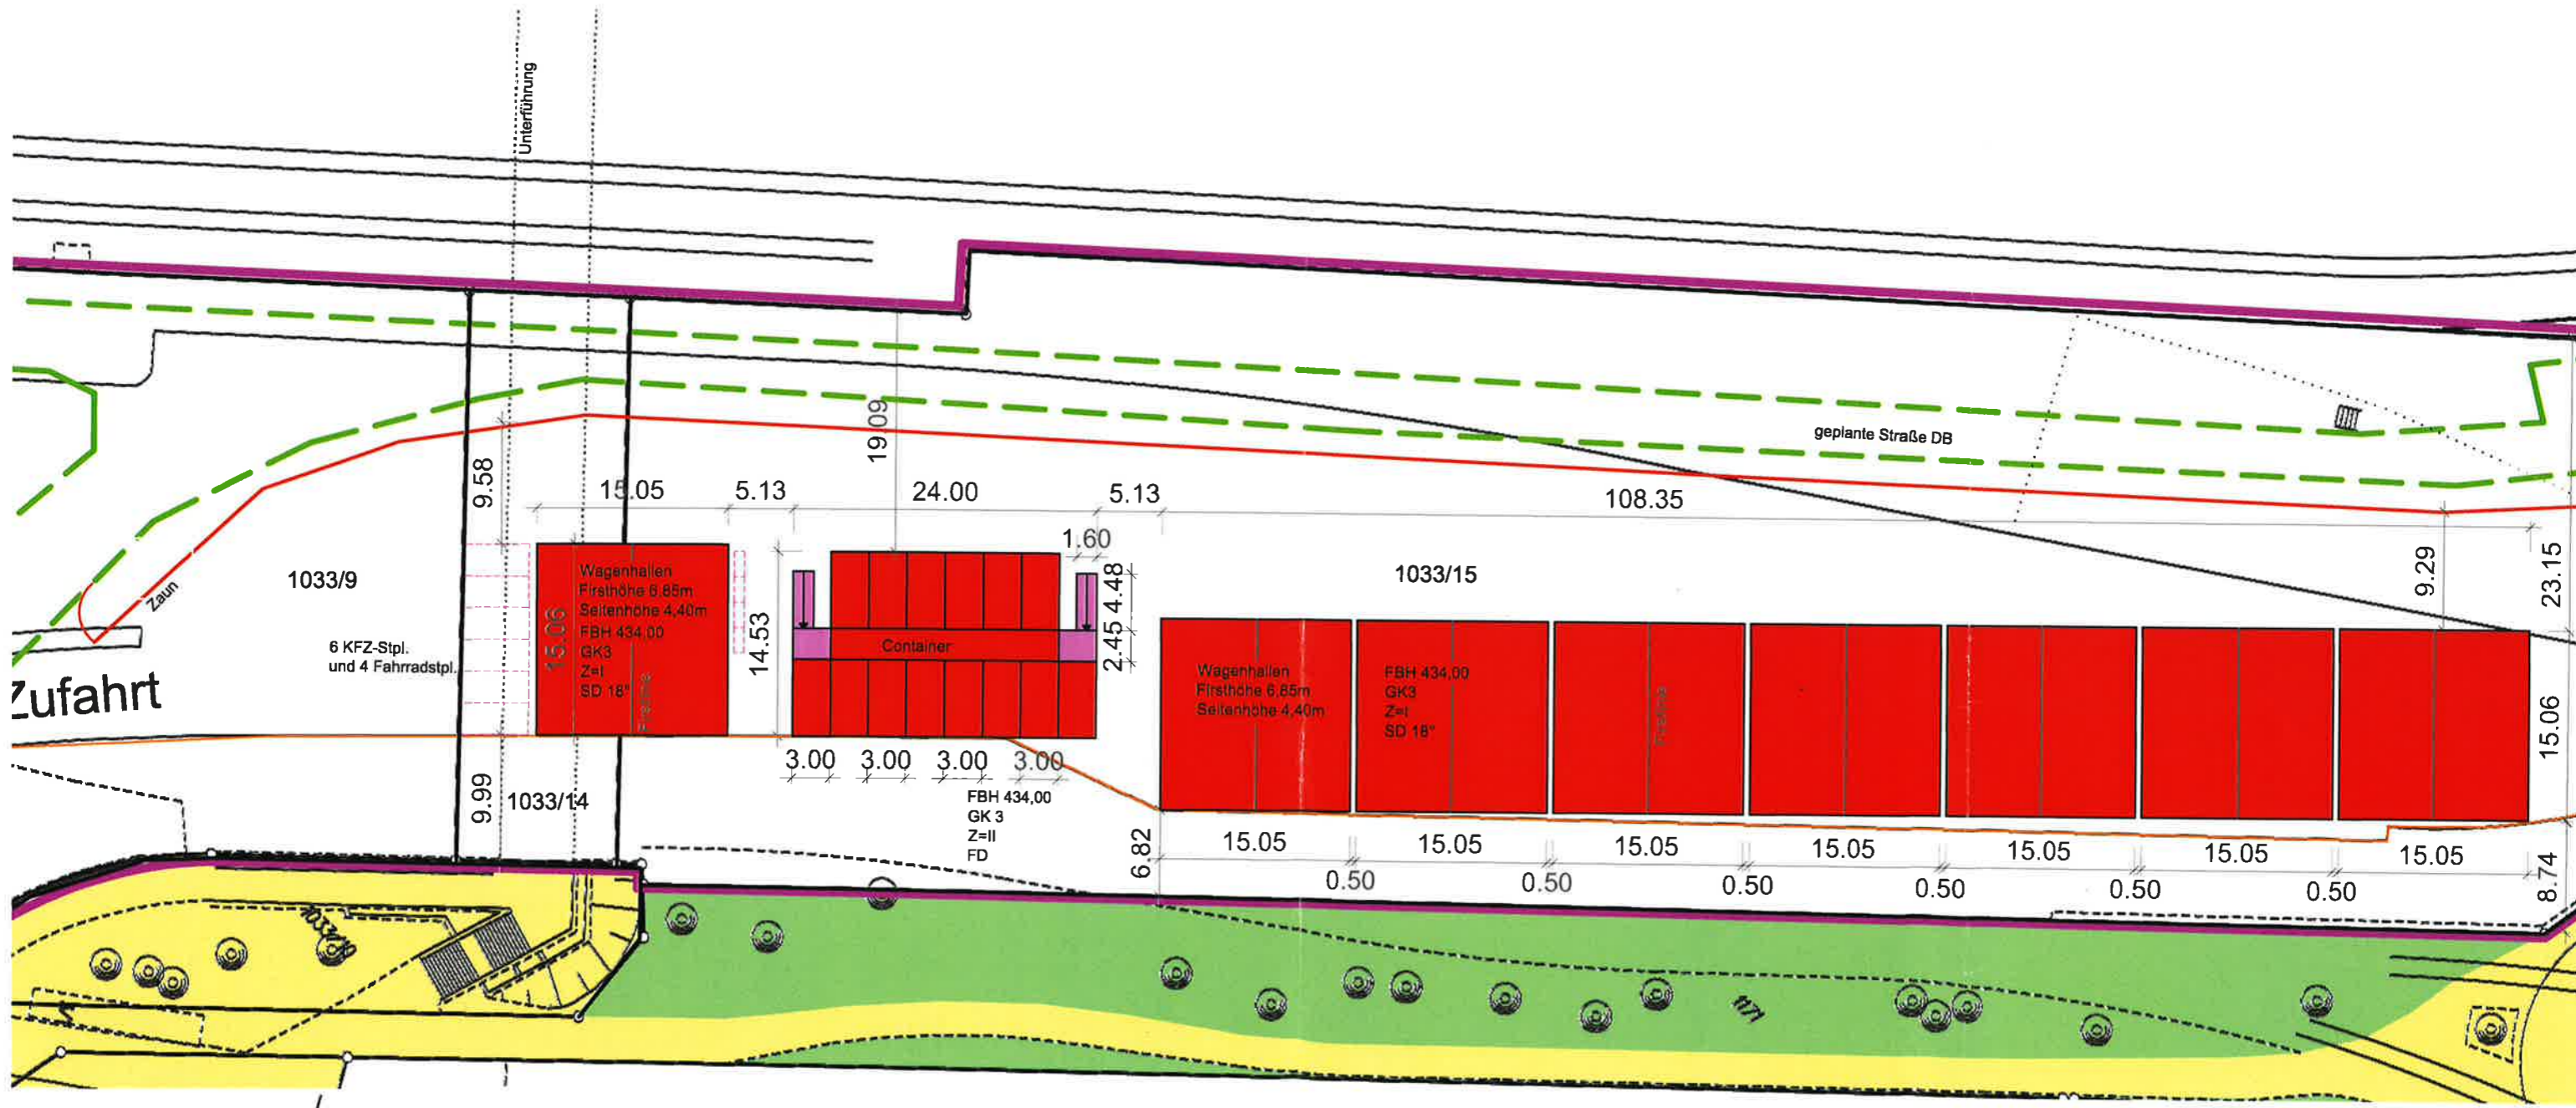 Unterführung
19.09
geplante Straße DB
9.58
15.05
5.13
24.00
5.13
108.35
1.60
9.29
23.15
1033/9
Zaun
1033/15
Wagenhallen
Firsthöhe 6,85m
Seitenhöhe 4,40m
FBH 434,00
GK3
Z=I
SD 18°
15.06
Firstlinie
14.53
Container
4.48
2.45
6 KFZ-Stpl.
und 4 Fahrradstpl.
Zufahrt
Wagenhallen
Firsthöhe 6,85m
Seitenhöhe 4,40m
FBH 434,00
GK3
Z=I
SD 18°
Firstlinie
15.06
3.00
3.00
3.00
3.00
9.99
1033/14
FBH 434,00
GK 3
Z=II
FD
6.82
15.05
15.05
15.05
15.05
15.05
15.05
15.05
0.50
0.50
0.50
0.50
0.50
0.50
8.74
1171